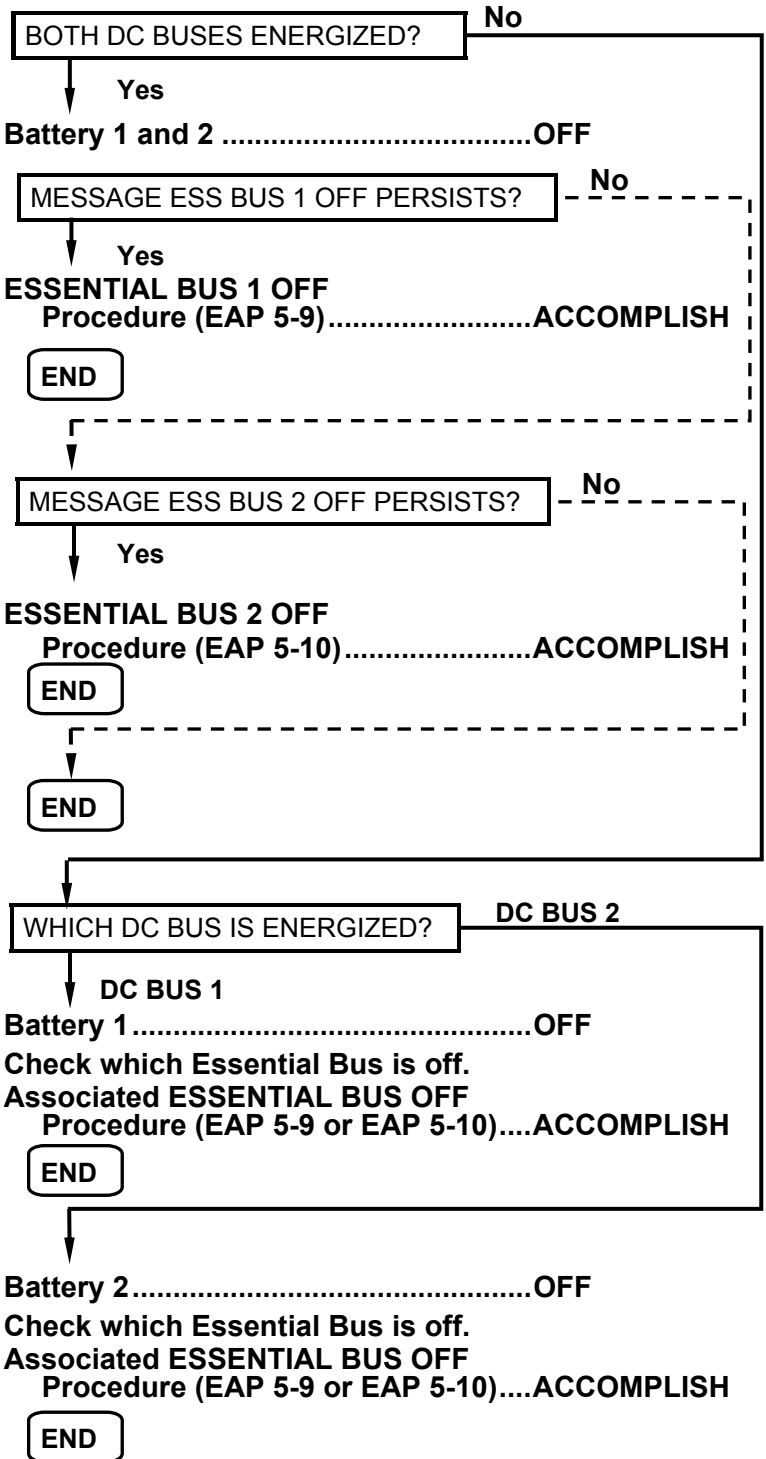 BOTH DC BUSES ENERGIZED? No
Yes
Battery 1 and 2 ......................................OFF
MESSAGE ESS BUS 1 OFF PERSISTS? No
Yes
ESSENTIAL BUS 1 OFF
Procedure (EAP 5-9).........................ACCOMPLISH
END
MESSAGE ESS BUS 2 OFF PERSISTS? No
Yes
ESSENTIAL BUS 2 OFF
Procedure (EAP 5-10).......................ACCOMPLISH
END
END
WHICH DC BUS IS ENERGIZED? DC BUS 2
DC BUS 1
Battery 1.................................................OFF
Check which Essential Bus is off.
Associated ESSENTIAL BUS OFF
Procedure (EAP 5-9 or EAP 5-10)....ACCOMPLISH
END
Battery 2.................................................OFF
Check which Essential Bus is off.
Associated ESSENTIAL BUS OFF
Procedure (EAP 5-9 or EAP 5-10)....ACCOMPLISH
END